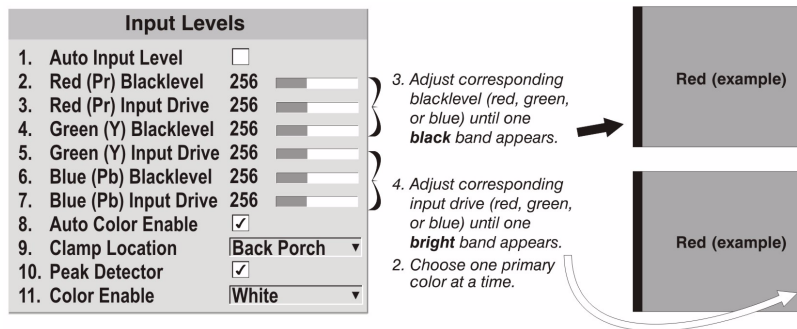 Input Levels
1. Auto Input Level
2. Red (Pr) Blacklevel 256
3. Red (Pr) Input Drive 256
4. Green (Y) Blacklevel 256
5. Green (Y) Input Drive 256
6. Blue (Pb) Blacklevel 256
7. Blue (Pb) Input Drive 256
8. Auto Color Enable
9. Clamp Location Back Porch
10. Peak Detector
11. Color Enable White
3. Adjust corresponding
blacklevel (red, green,
or blue) until one
black band appears.
4. Adjust corresponding
input drive (red, green,
or blue) until one
bright band appears.
2. Choose one primary
color at a time.
Red (example)
Red (example)